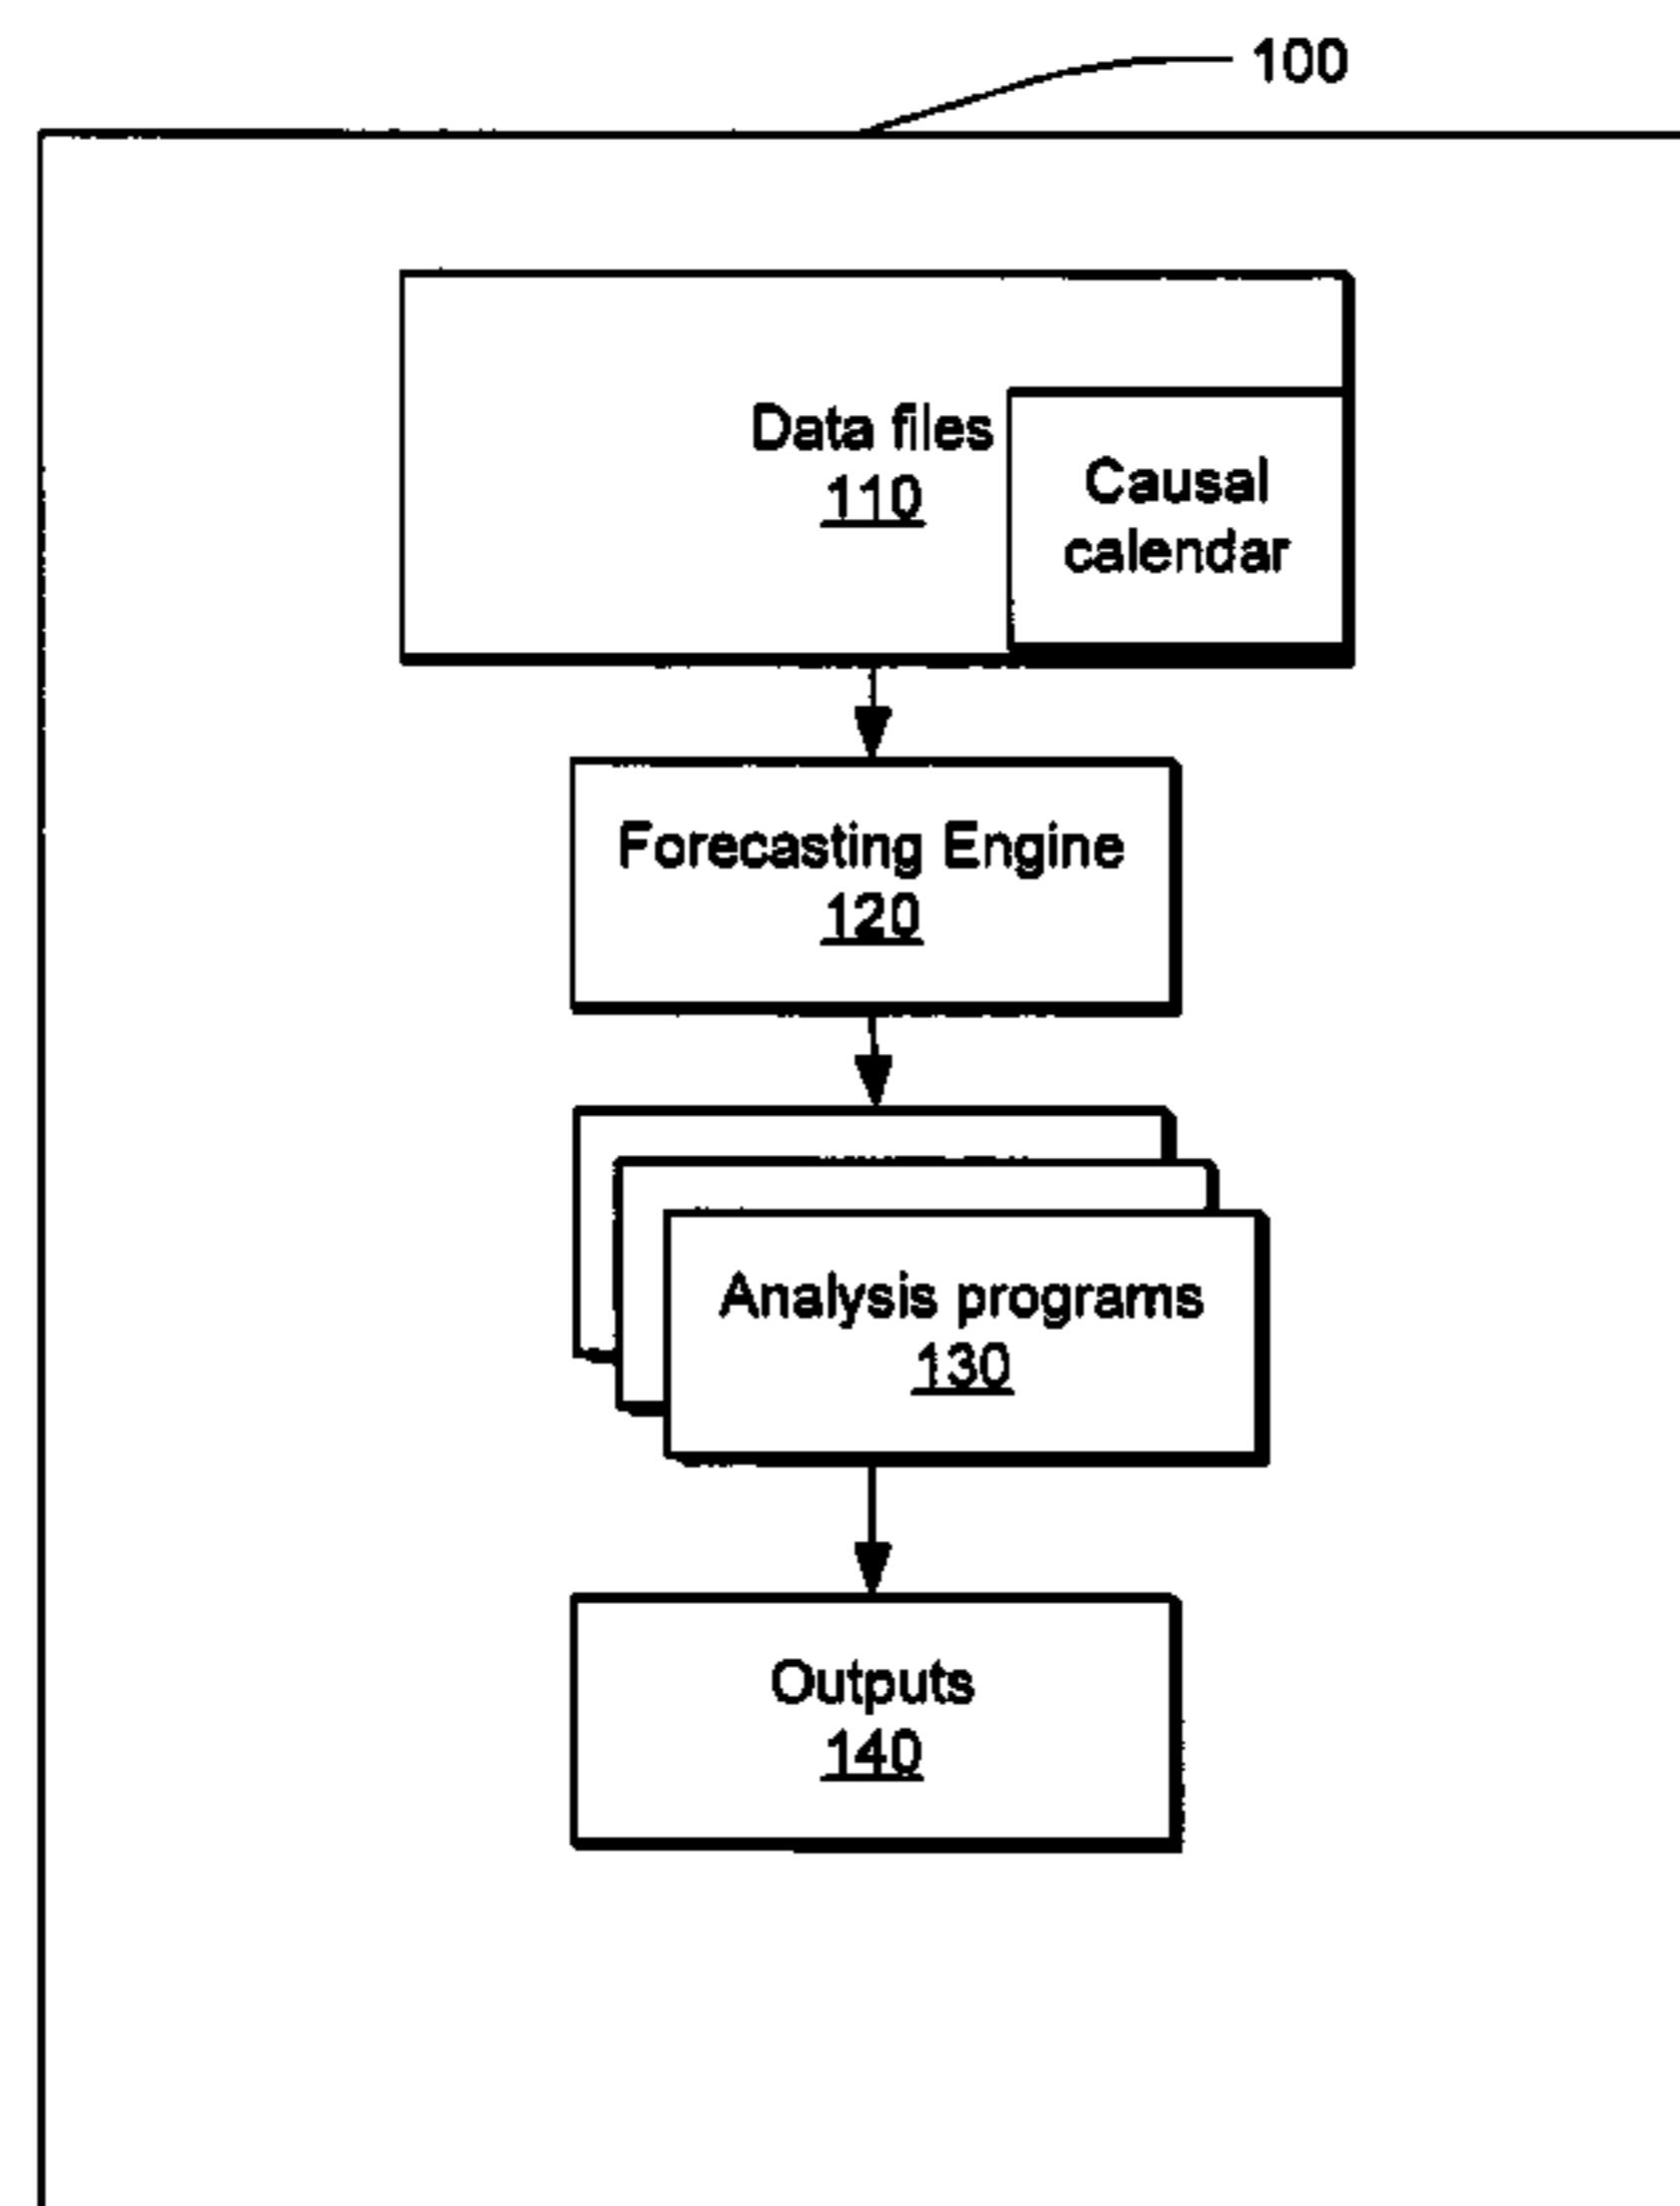 100
Data files
110
Causal
calendar
Forecasting Engine
120
Analysis programs
130
Outputs
140